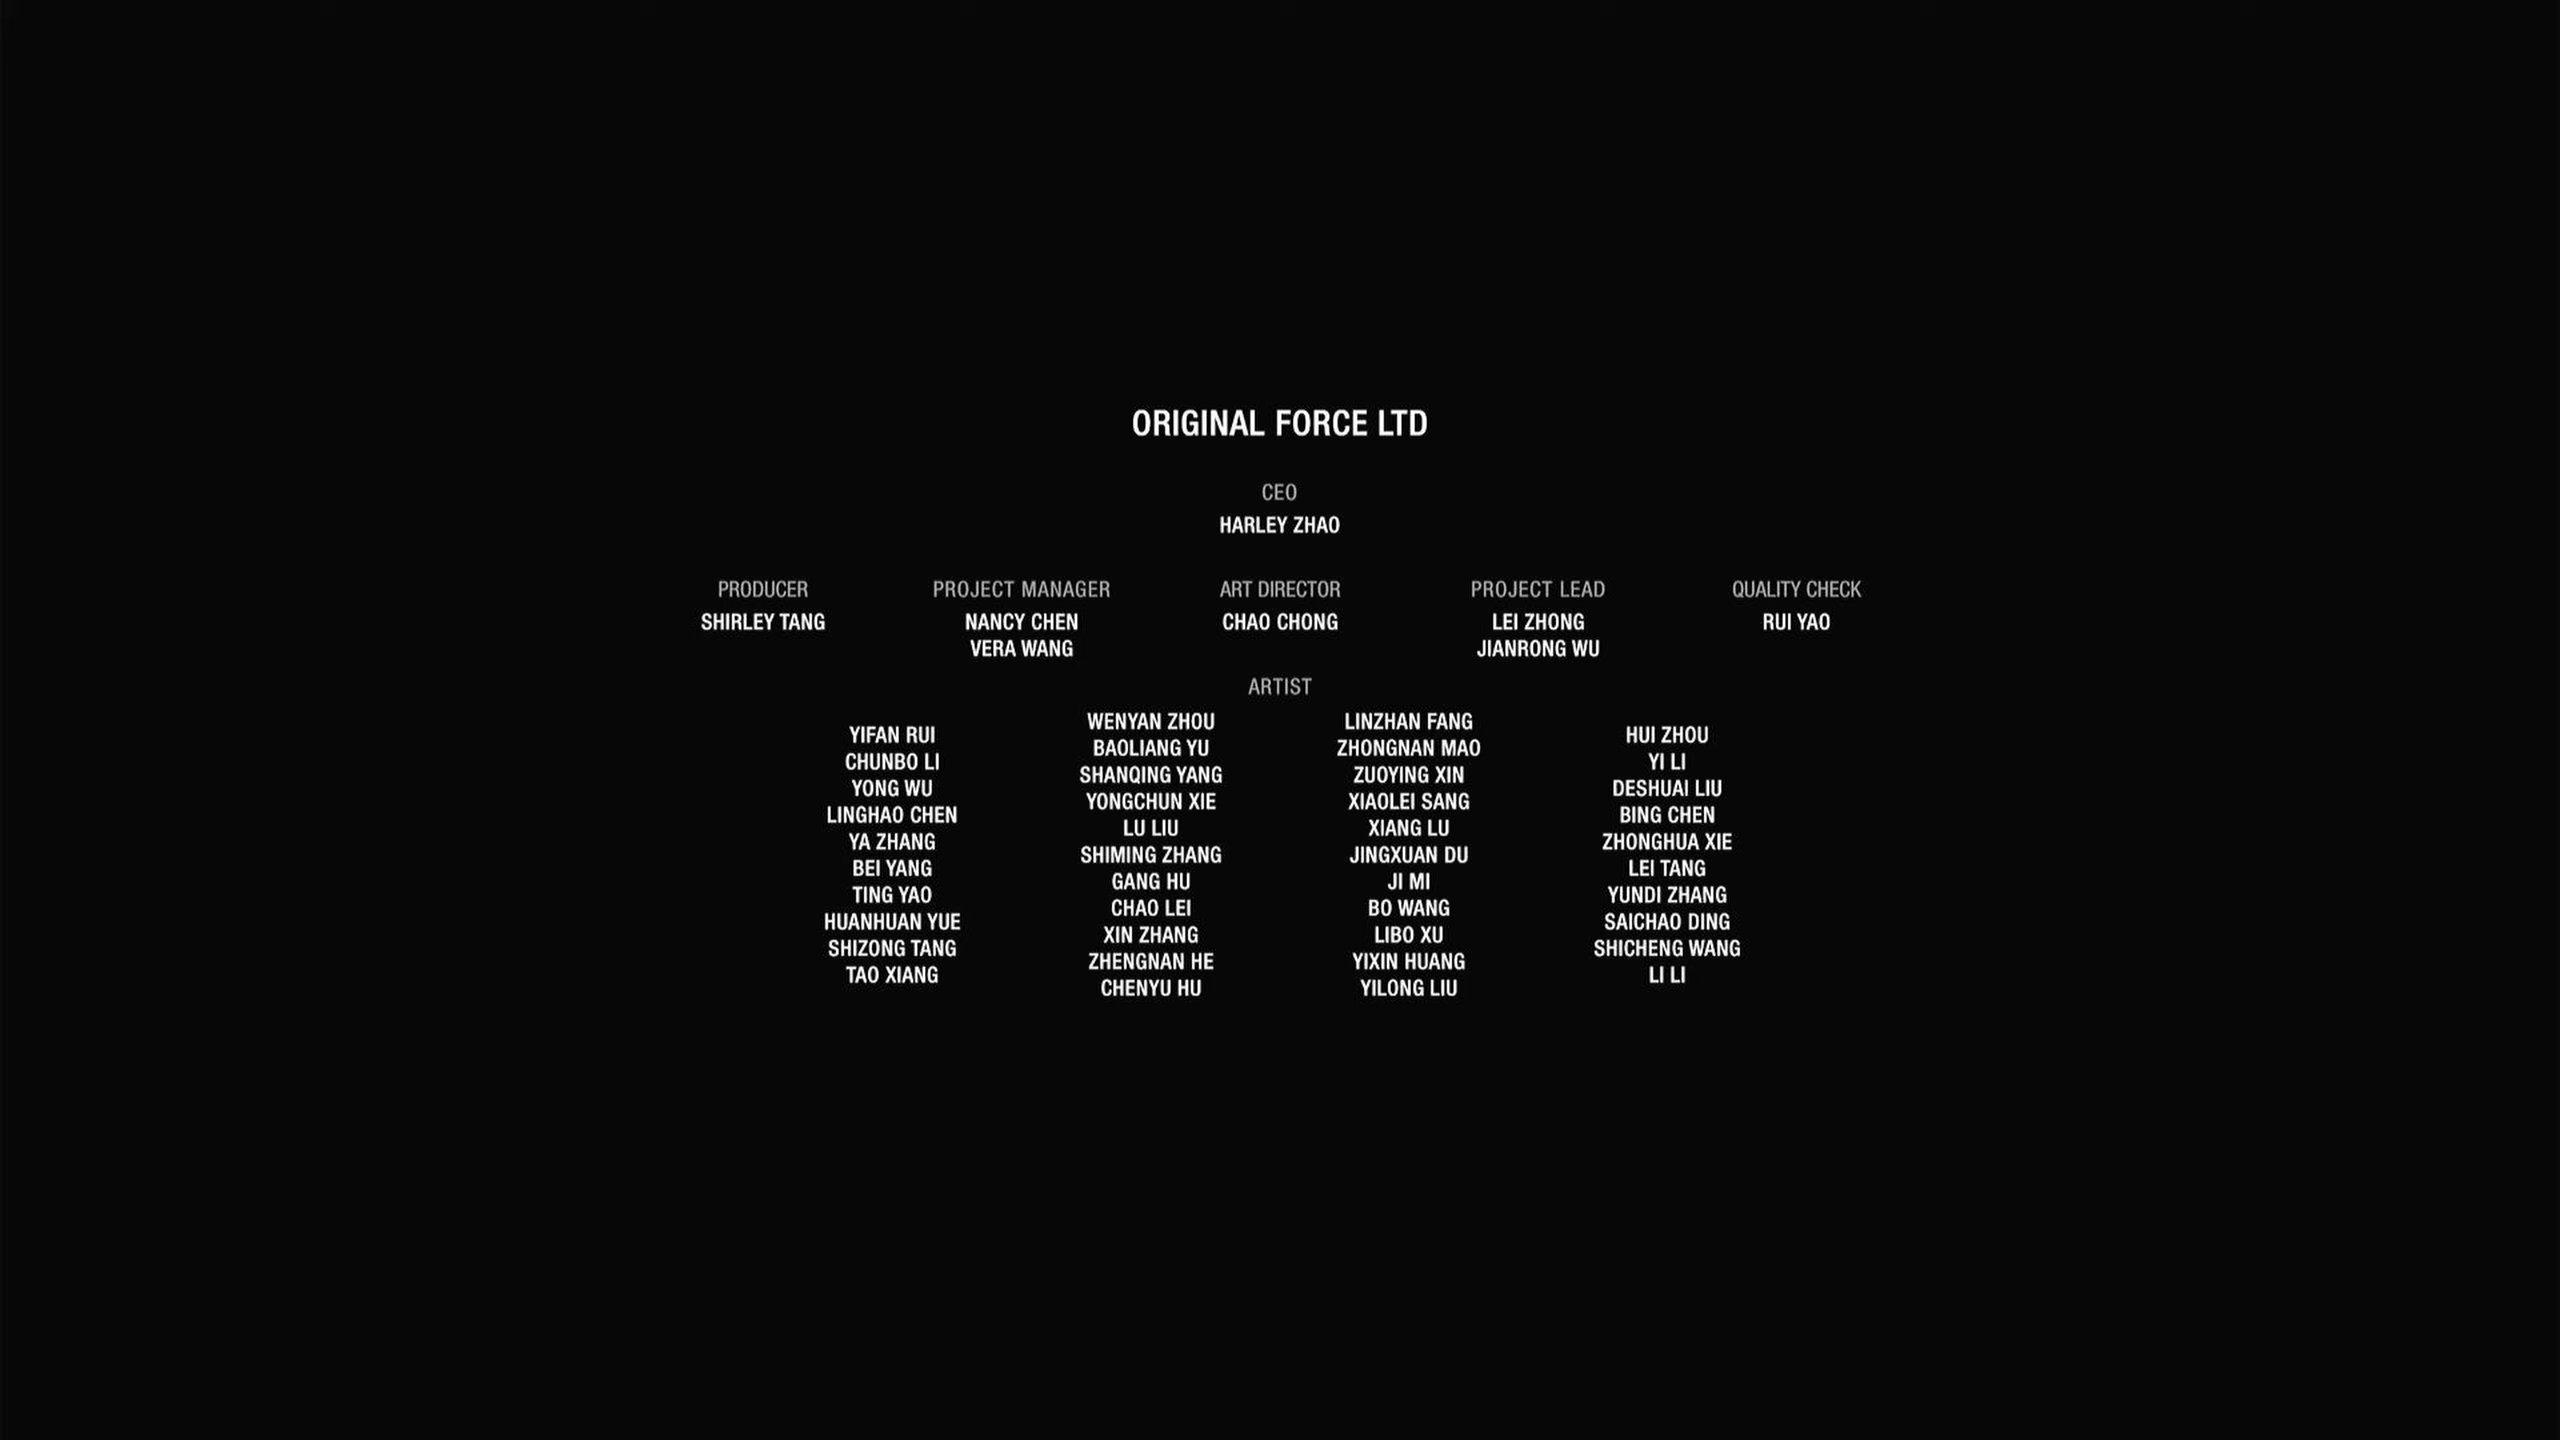 ORIGINAL FORCE LTD
CEO
HARLEY ZHAO
PRODUCER
SHIRLEY TANG
PROJECT MANAGER
NANCY CHEN
VERA WANG
ART DIRECTOR
CHAO CHONG
PROJECT LEAD
LEI ZHONG
JIANRONG WU
QUALITY CHECK
RUI YAO
ARTIST
YIFAN RUI
CHUNBO LI
YONG WU
LINGHAO CHEN
YA ZHANG
BEI YANG
TING YAO
HUANHUAN YUE
SHIZONG TANG
TAO XIANG
WENYAN ZHOU
BAOLIANG YU
SHANQING YANG
YONGCHUN XIE
LU LIU
SHIMING ZHANG
GANG HU
CHAO LEI
XIN ZHANG
ZHENGNAN HE
CHENYU HU
LINZHAN FANG
ZHONGNAN MAO
ZUOYING XIN
XIAOLEI SANG
XIANG LU
JINGXUAN DU
JI MI
BO WANG
LIBO XU
YIXIN HUANG
YILONG LIU
HUI ZHOU
YI LI
DESHUAI LIU
BING CHEN
ZHONGHUA XIE
LEI TANG
YUNDI ZHANG
SAICHAO DING
SHICHENG WANG
LI LI